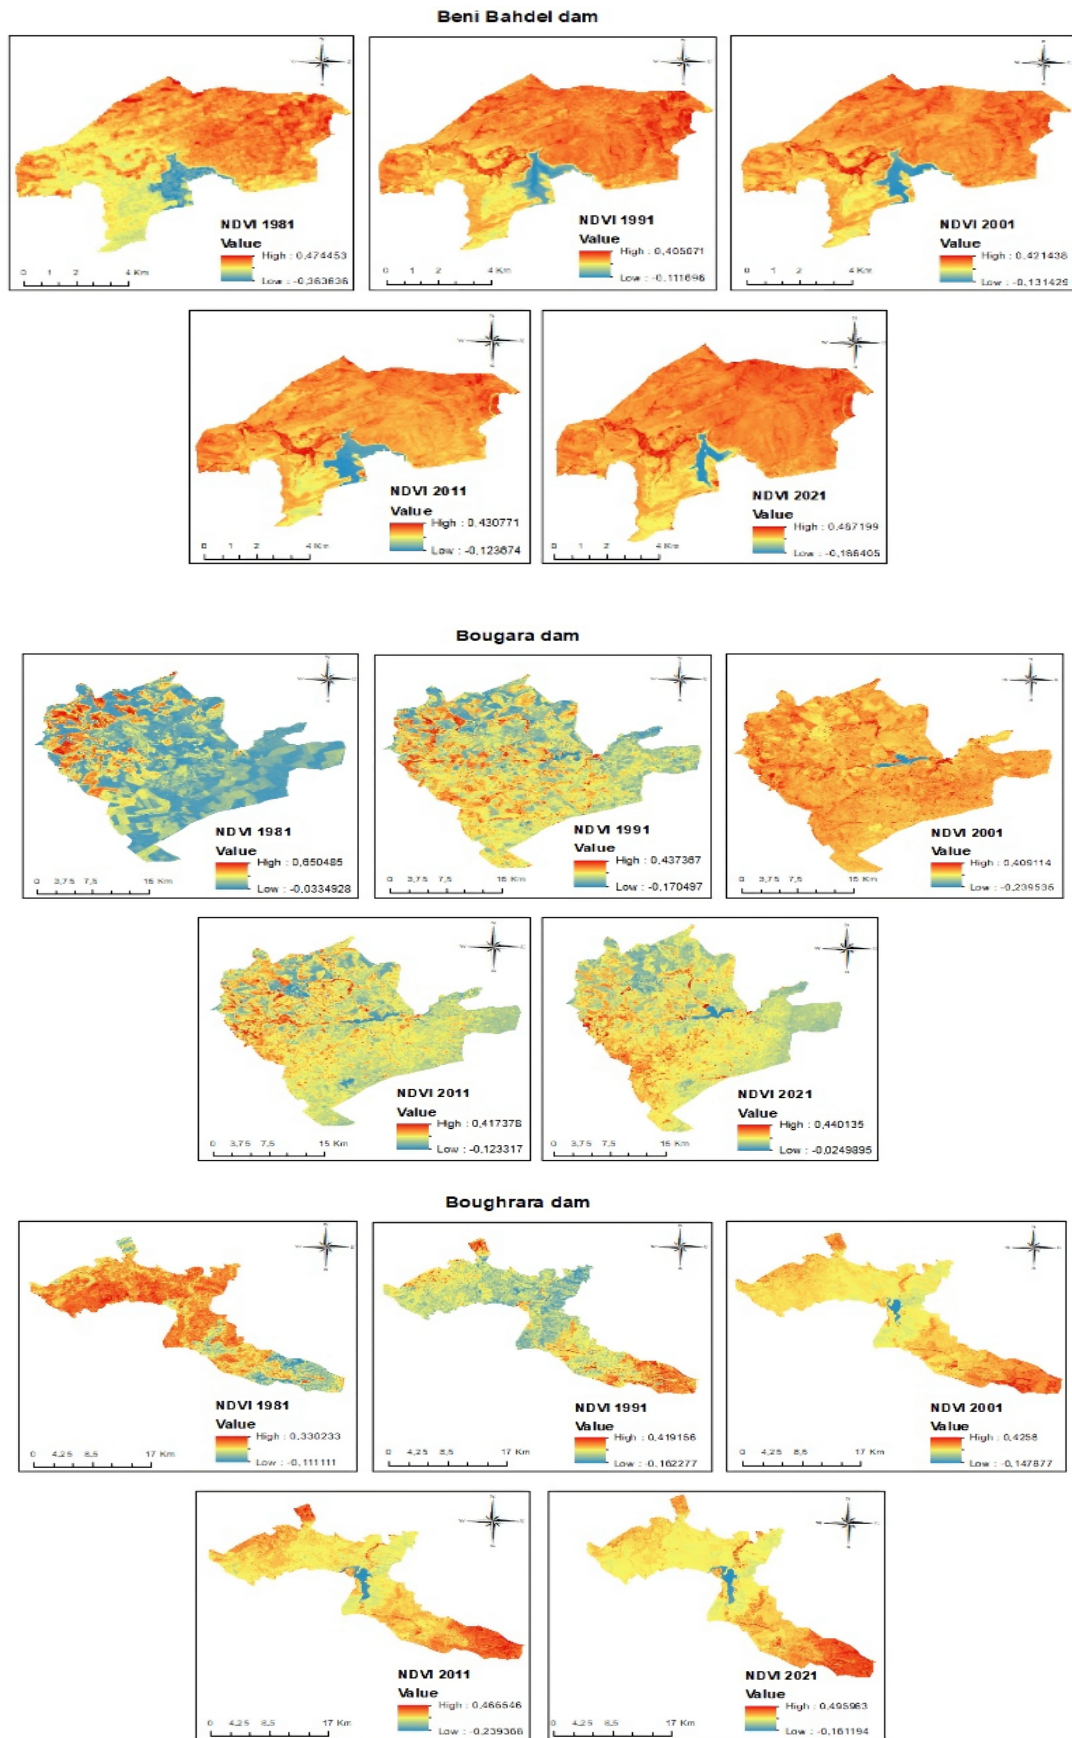 Beni Bahdel dam
NDVI 1981
Value
High : 0,474453
Low : -0,363636
0 1 2 4 Km
NDVI 1991
Value
High : 0,405071
Low : -0,111696
0 1 2 4 Km
NDVI 2001
Value
High : 0,421438
Low : -0,131429
0 1 2 4 Km
NDVI 2011
Value
High : 0,430771
Low : -0,123674
0 1 2 4 Km
NDVI 2021
Value
High : 0,487199
Low : -0,166405
0 1 2 4 Km
Bougara dam
NDVI 1981
Value
High : 0,650485
Low : -0,0334928
0 3,75 7,5 15 Km
NDVI 1991
Value
High : 0,437367
Low : -0,170497
0 3,75 7,5 15 Km
NDVI 2001
Value
High : 0,409114
Low : -0,239535
0 3,75 7,5 15 Km
NDVI 2011
Value
High : 0,417378
Low : -0,123317
0 3,75 7,5 15 Km
NDVI 2021
Value
High : 0,440135
Low : -0,0249895
0 3,75 7,5 15 Km
Boughrara dam
NDVI 1981
Value
High : 0,330233
Low : -0,111111
0 4,25 8,5 17 Km
NDVI 1991
Value
High : 0,419156
Low : -0,162277
0 4,25 8,5 17 Km
NDVI 2001
Value
High : 0,4258
Low : -0,147877
0 4,25 8,5 17 Km
NDVI 2011
Value
High : 0,466546
Low : -0,239366
0 4,25 8,5 17 Km
NDVI 2021
Value
High : 0,495963
Low : -0,161194
0 4,25 8,5 17 Km